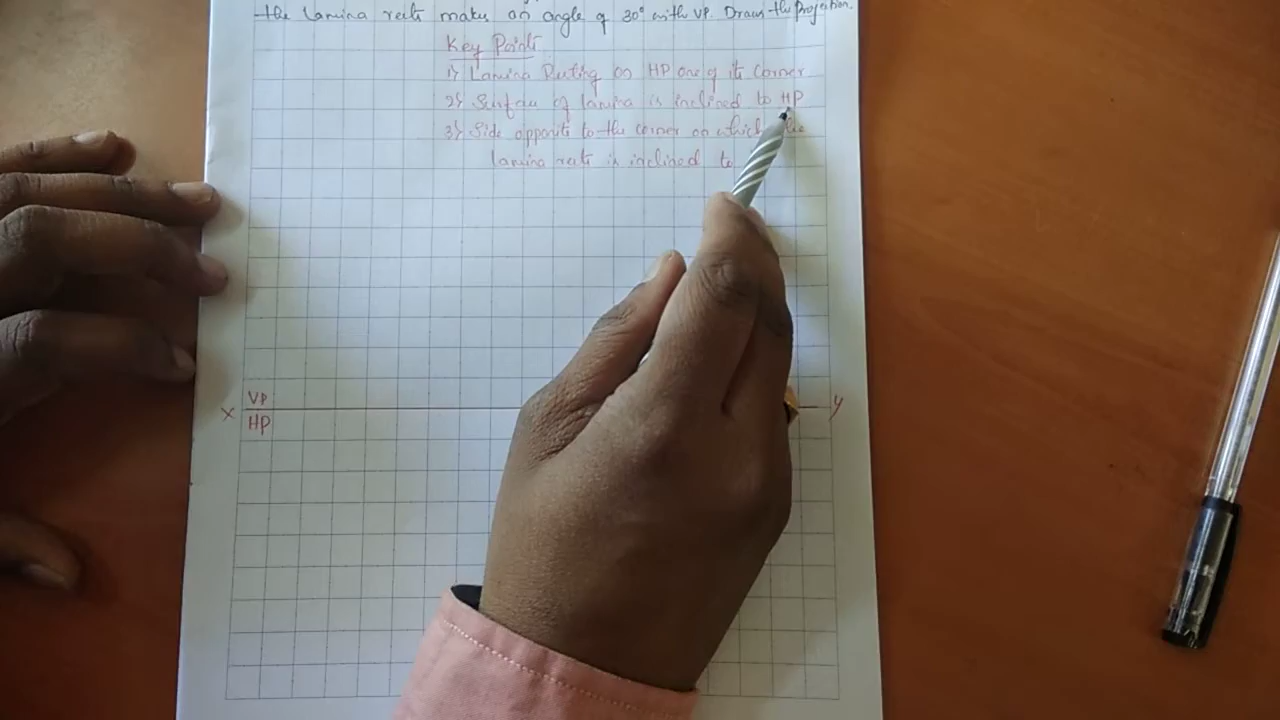 the lamina rests makes an angle of 30° with VP. Draw the projection.
Key Points
1) Lamina Resting on HP one of its corner
2) Surface of lamina is inclined to HP
3) Side opposite to the corner on which the
lamina rests is inclined to
VP
X Y
HP